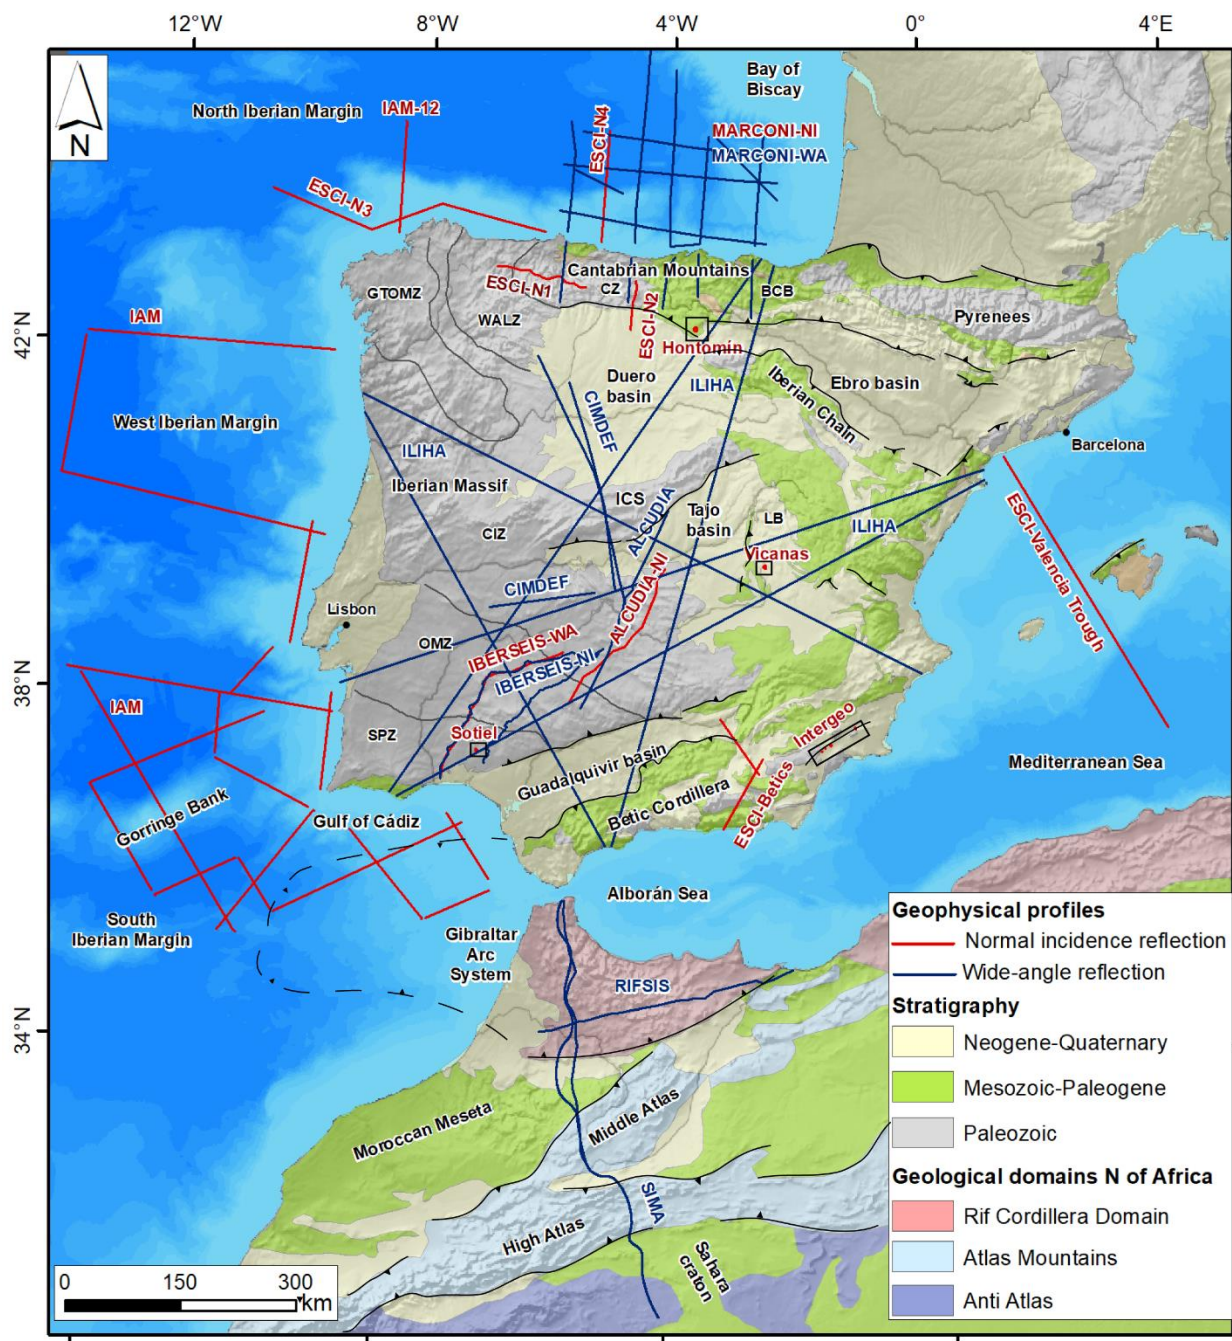 12°W
8°W
4°W
0°
4°E
Bay of
Biscay
North Iberian Margin
IAM-12
ESCI-N4
MARCONI-NI
MARCONI-WA
ESCI-N3
N
Cantabrian Mountains
ESCI-N1
CZ
BCB
GTOMZ
WALZ
ESCI-N2
Pyrenees
42°N
IAM
Hontomín
Duero
basin
ILIHA
Iberian Chain
Ebro basin
CIMDEF
West Iberian Margin
Barcelona
ILIHA
Iberian Massif
ICS
ALCUDIA
Tajo
basin
LB
ILIHA
CIZ
Vicanas
ESCI-Valencia Trough
CIMDEF
ALCUDIA-NI
Lisbon
OMZ
IBERSEIS-WA
IBERSEIS-NI
38°N
IAM
SPZ
Sotiel
Intergeo
Guadalquivir basin
Mediterranean Sea
Betic Cordillera
ESCI-Betics
Gorringe Bank
Gulf of Cádiz
Alborán Sea
South
Iberian Margin
Gibraltar
Arc
System
RIFSIS
34°N
Moroccan Meseta
Middle Atlas
SIMA
High Atlas
Sahara
craton
Geophysical profiles
Normal incidence reflection
Wide-angle reflection
Stratigraphy
Neogene-Quaternary
Mesozoic-Paleogene
Paleozoic
Geological domains N of Africa
Rif Cordillera Domain
Atlas Mountains
Anti Atlas
0 150 300
km